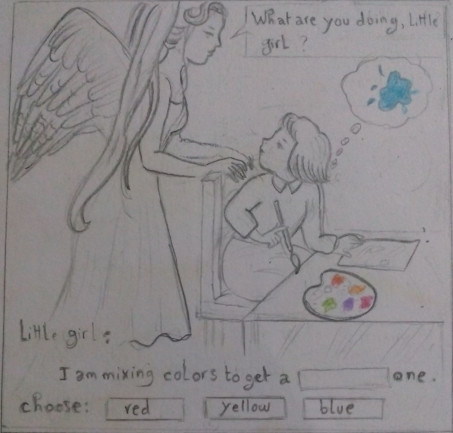 What are you doing, Little
girl ?
Little girl :
I am mixing colors to get a one.
choose: red yellow blue